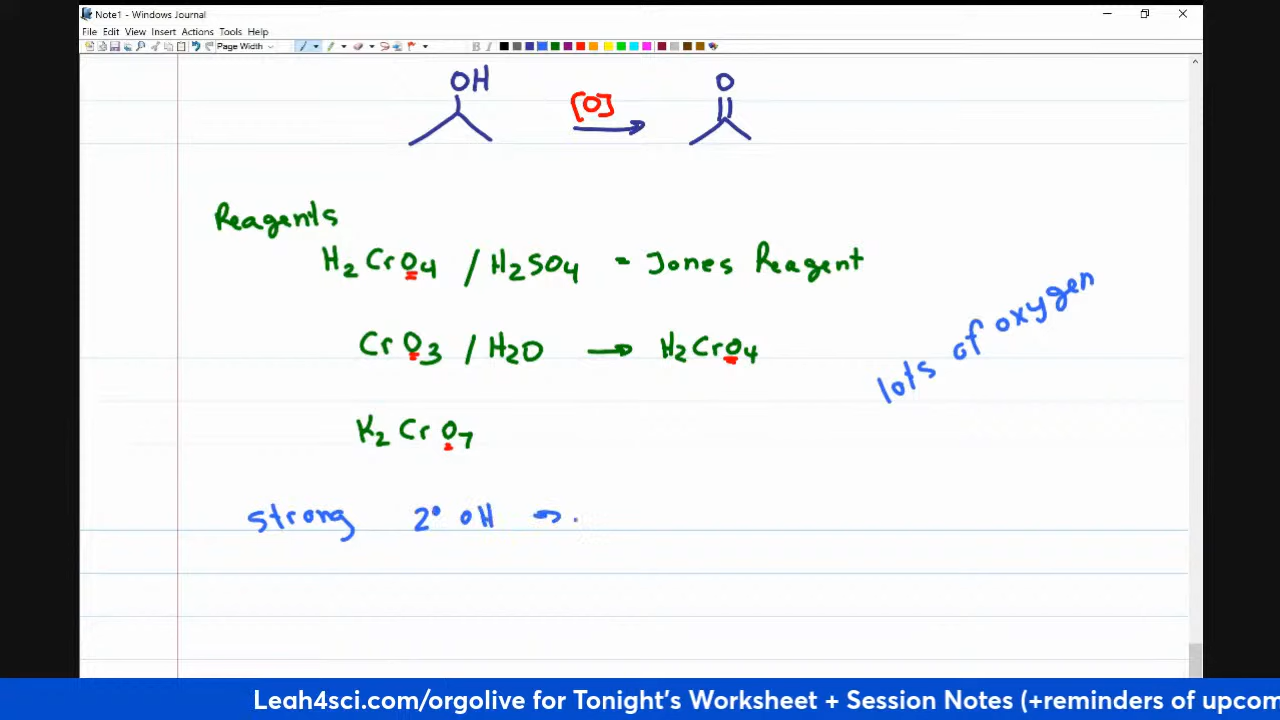 Note1 - Windows Journal
File Edit View Insert Actions Tools Help
Page Width
B I
OH
[O]
O
Reagents
H2CrO4 / H2SO4 = Jones Reagent
CrO3 / H2O → H2CrO4
K2CrO7
lots of oxygen
strong 2° OH →
Leah4sci.com/orgolive for Tonight's Worksheet + Session Notes (+reminders of upcom